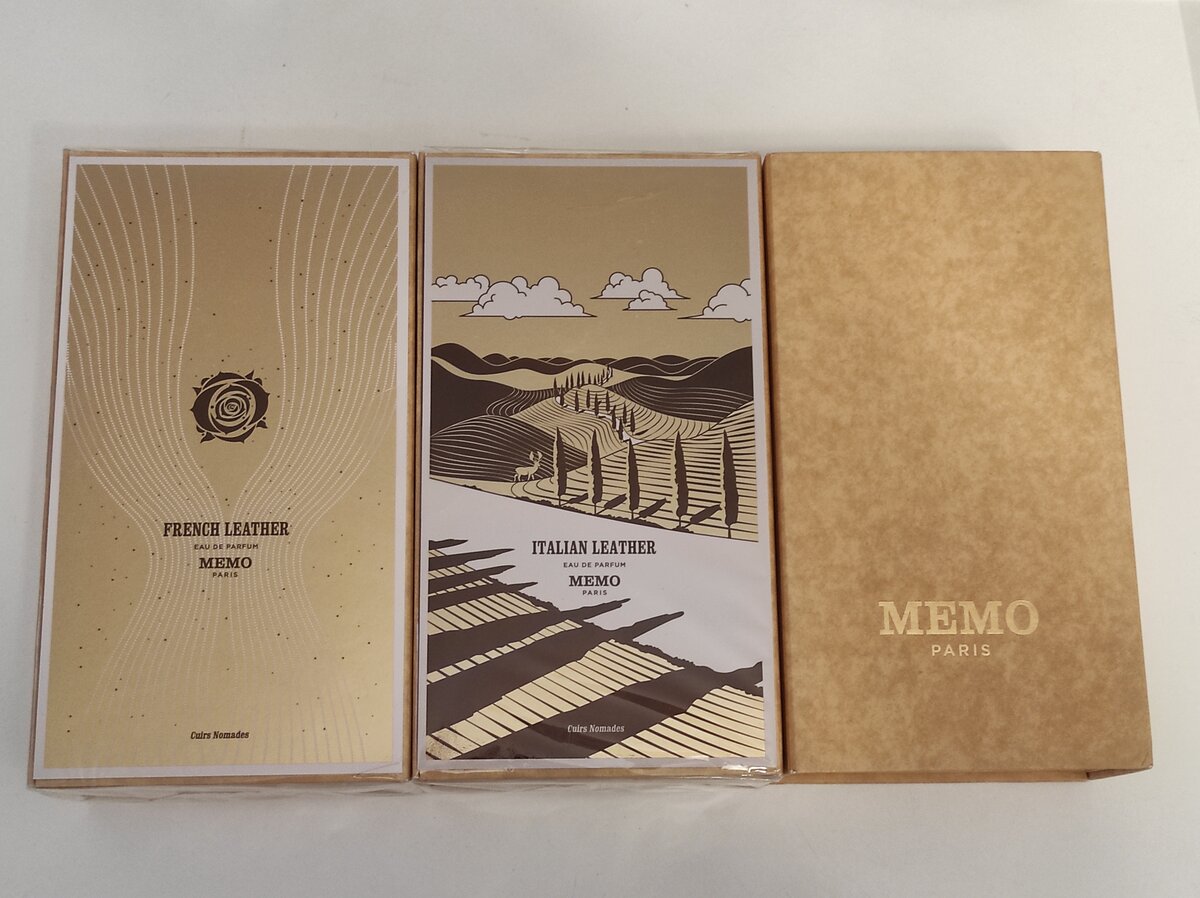 FRENCH LEATHER
EAU DE PARFUM
MEMO
PARIS
Cuirs Nomades
ITALIAN LEATHER
EAU DE PARFUM
MEMO
PARIS
Cuirs Nomades
MEMO
PARIS